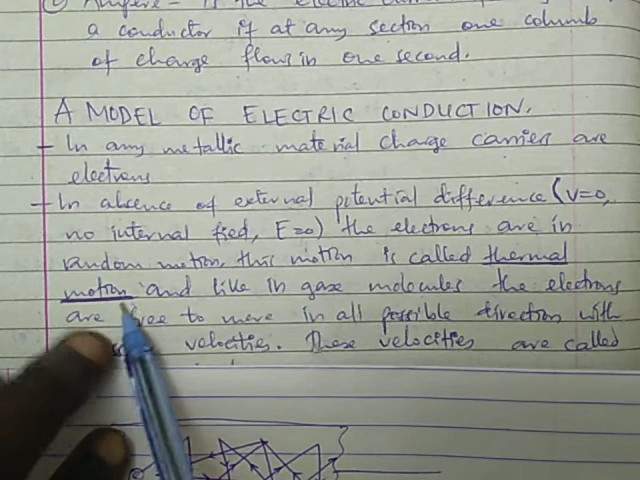 a conductor if at any section one columb
of charge flows in one second.
A MODEL OF ELECTRIC CONDUCTION.
- In any metallic material charge carriers are
electrons
- In absence of external potential difference (V=0,
no internal fied, E=0) the electrons are in
random motion, this motion is called thermal
motion and like in gase molecules the electrons
are free to move in all possible direction with
velocities. These velocities are called